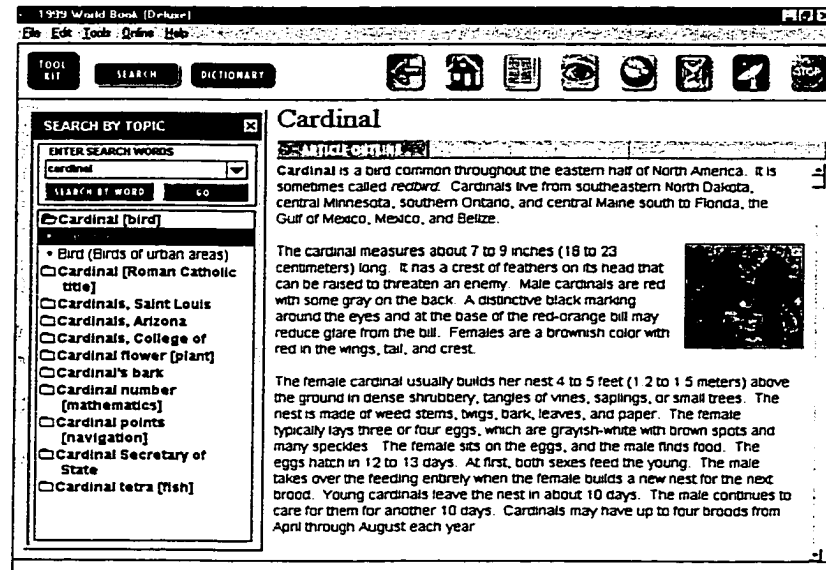 1999 World Book [Deluxe]
File Edit Tools Online Help
TOOL KIT
SEARCH
DICTIONARY
STOP
SEARCH BY TOPIC
ENTER SEARCH WORDS
cardinal
SEARCH BY WORD
GO
Cardinal [bird]
• Bird (Birds of urban areas)
Cardinal [Roman Catholic
title]
Cardinals, Saint Louis
Cardinals, Arizona
Cardinals, College of
Cardinal flower [plant]
Cardinal's bark
Cardinal number
[mathematics]
Cardinal points
[navigation]
Cardinal Secretary of
State
Cardinal tetra [fish]
Cardinal
ARTICLE OUTLINE
Cardinal is a bird common throughout the eastern half of North America. It is
sometimes called redbird. Cardinals live from southeastern North Dakota,
central Minnesota, southern Ontario, and central Maine south to Florida, the
Gulf of Mexico, Mexico, and Belize.
The cardinal measures about 7 to 9 inches (18 to 23
centimeters) long. It has a crest of feathers on its head that
can be raised to threaten an enemy. Male cardinals are red
with some gray on the back. A distinctive black marking
around the eyes and at the base of the red-orange bill may
reduce glare from the bill. Females are a brownish color with
red in the wings, tail, and crest.
The female cardinal usually builds her nest 4 to 5 feet (1.2 to 1.5 meters) above
the ground in dense shrubbery, tangles of vines, saplings, or small trees. The
nest is made of weed stems, twigs, bark, leaves, and paper. The female
typically lays three or four eggs, which are grayish-white with brown spots and
many speckles. The female sits on the eggs, and the male finds food. The
eggs hatch in 12 to 13 days. At first, both sexes feed the young. The male
takes over the feeding entirely when the female builds a new nest for the next
brood. Young cardinals leave the nest in about 10 days. The male continues to
care for them for another 10 days. Cardinals may have up to four broods from
April through August each year